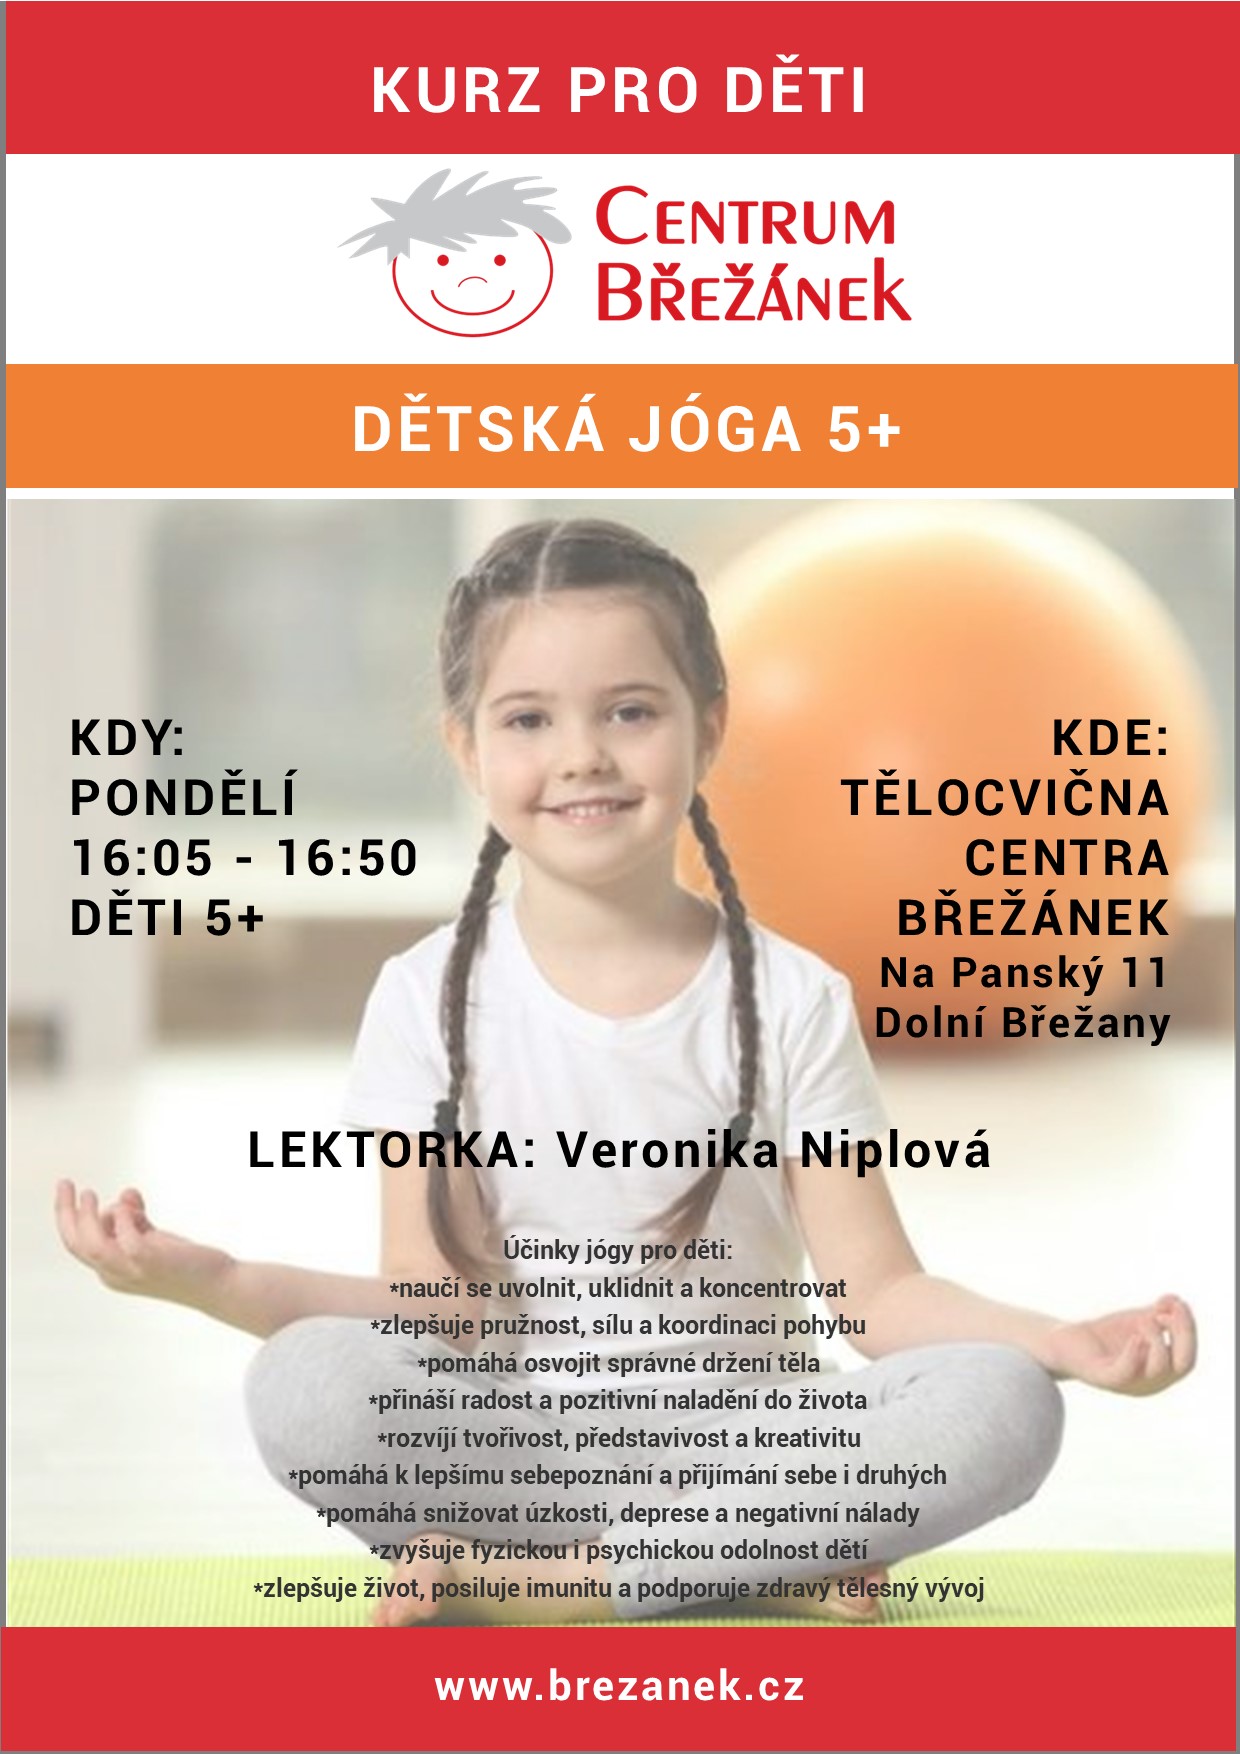 KURZ PRO DĚTI
CENTRUM
BŘEŽÁNEK
DĚTSKÁ JÓGA 5+
KDY:
PONDĚLÍ
16:05 - 16:50
DĚTI 5+
KDE:
TĚLOCVIČNA
CENTRA
BŘEŽÁNEK
Na Panský 11
Dolní Břežany
LEKTORKA: Veronika Niplová
Účinky jógy pro děti:
*naučí se uvolnit, uklidnit a koncentrovat
*zlepšuje pružnost, sílu a koordinaci pohybu
*pomáhá osvojit správné držení těla
*přináší radost a pozitivní naladění do života
*rozvíjí tvořivost, představivost a kreativitu
*pomáhá k lepšímu sebepoznání a přijímání sebe i druhých
*pomáhá snižovat úzkosti, deprese a negativní nálady
*zvyšuje fyzickou i psychickou odolnost dětí
*zlepšuje život, posiluje imunitu a podporuje zdravý tělesný vývoj
www.brezanek.cz